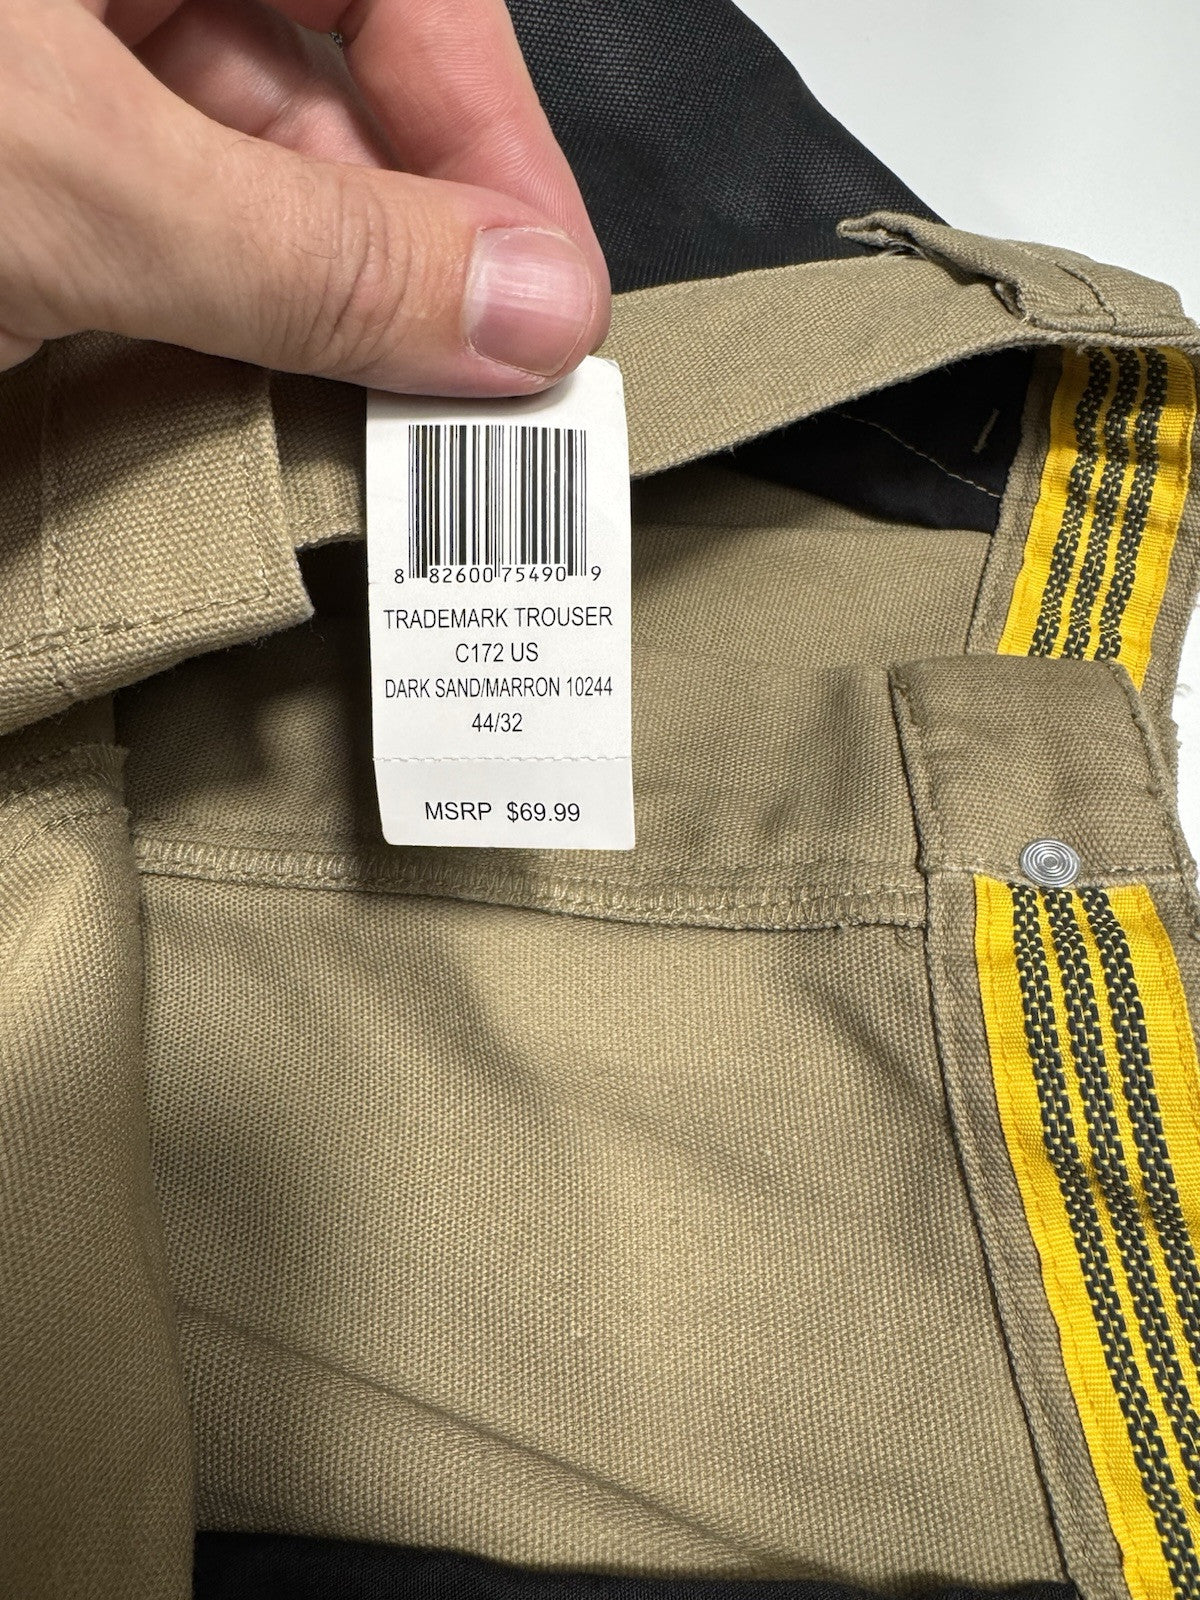 8 82600 75490 9
TRADEMARK TROUSER
C172 US
DARK SAND/MARRON 10244
44/32
MSRP $69.99